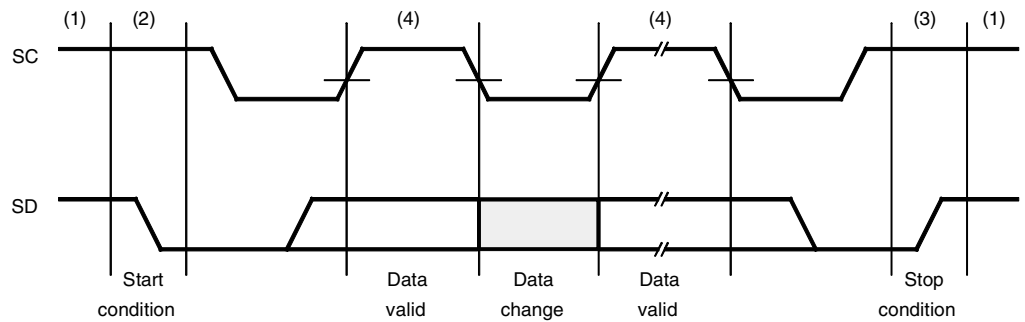 (1) (2) (4) (4) (3) (1)
SC
SD
Start condition
Data valid
Data change
Data valid
Stop condition